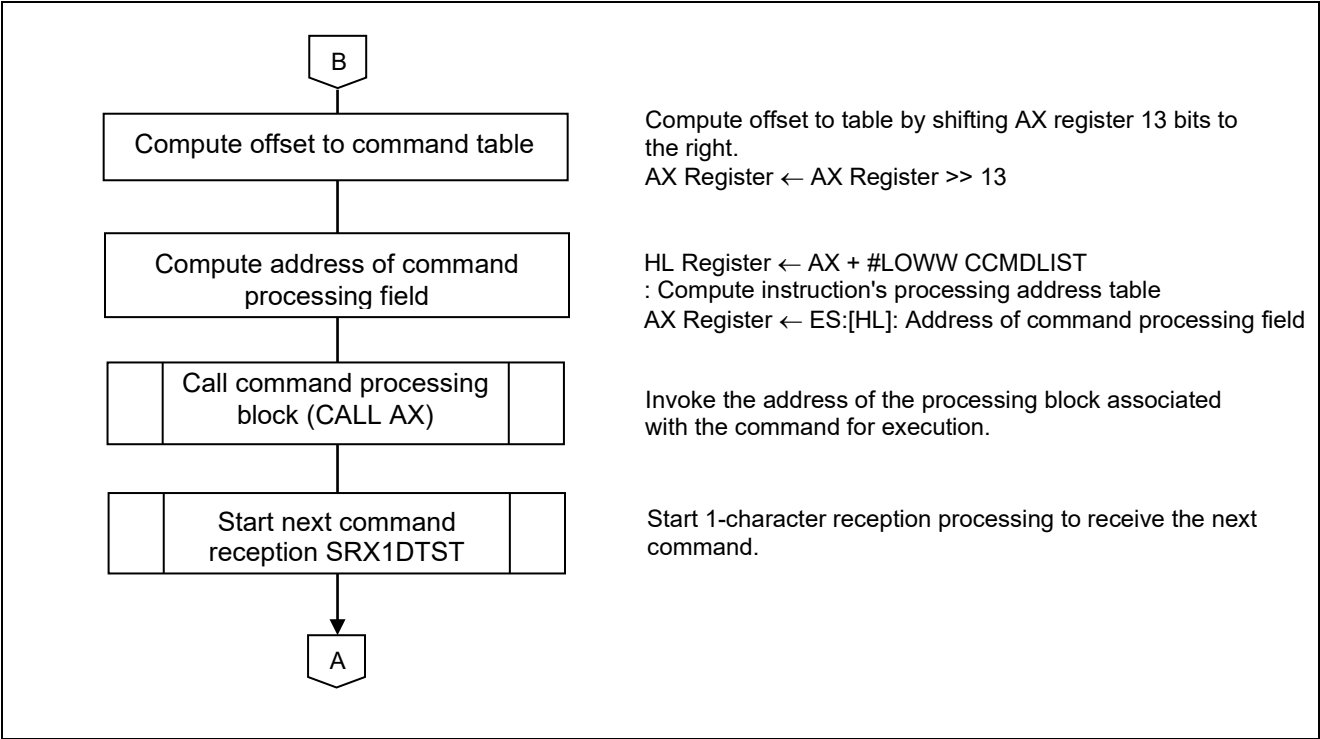 B
Compute offset to command table
Compute offset to table by shifting AX register 13 bits to
the right.
AX Register ← AX Register >> 13
Compute address of command
processing field
HL Register ← AX + #LOWW CCMDLIST
: Compute instruction's processing address table
AX Register ← ES:[HL]: Address of command processing field
Call command processing
block (CALL AX)
Invoke the address of the processing block associated
with the command for execution.
Start next command
reception SRX1DTST
Start 1-character reception processing to receive the next
command.
A